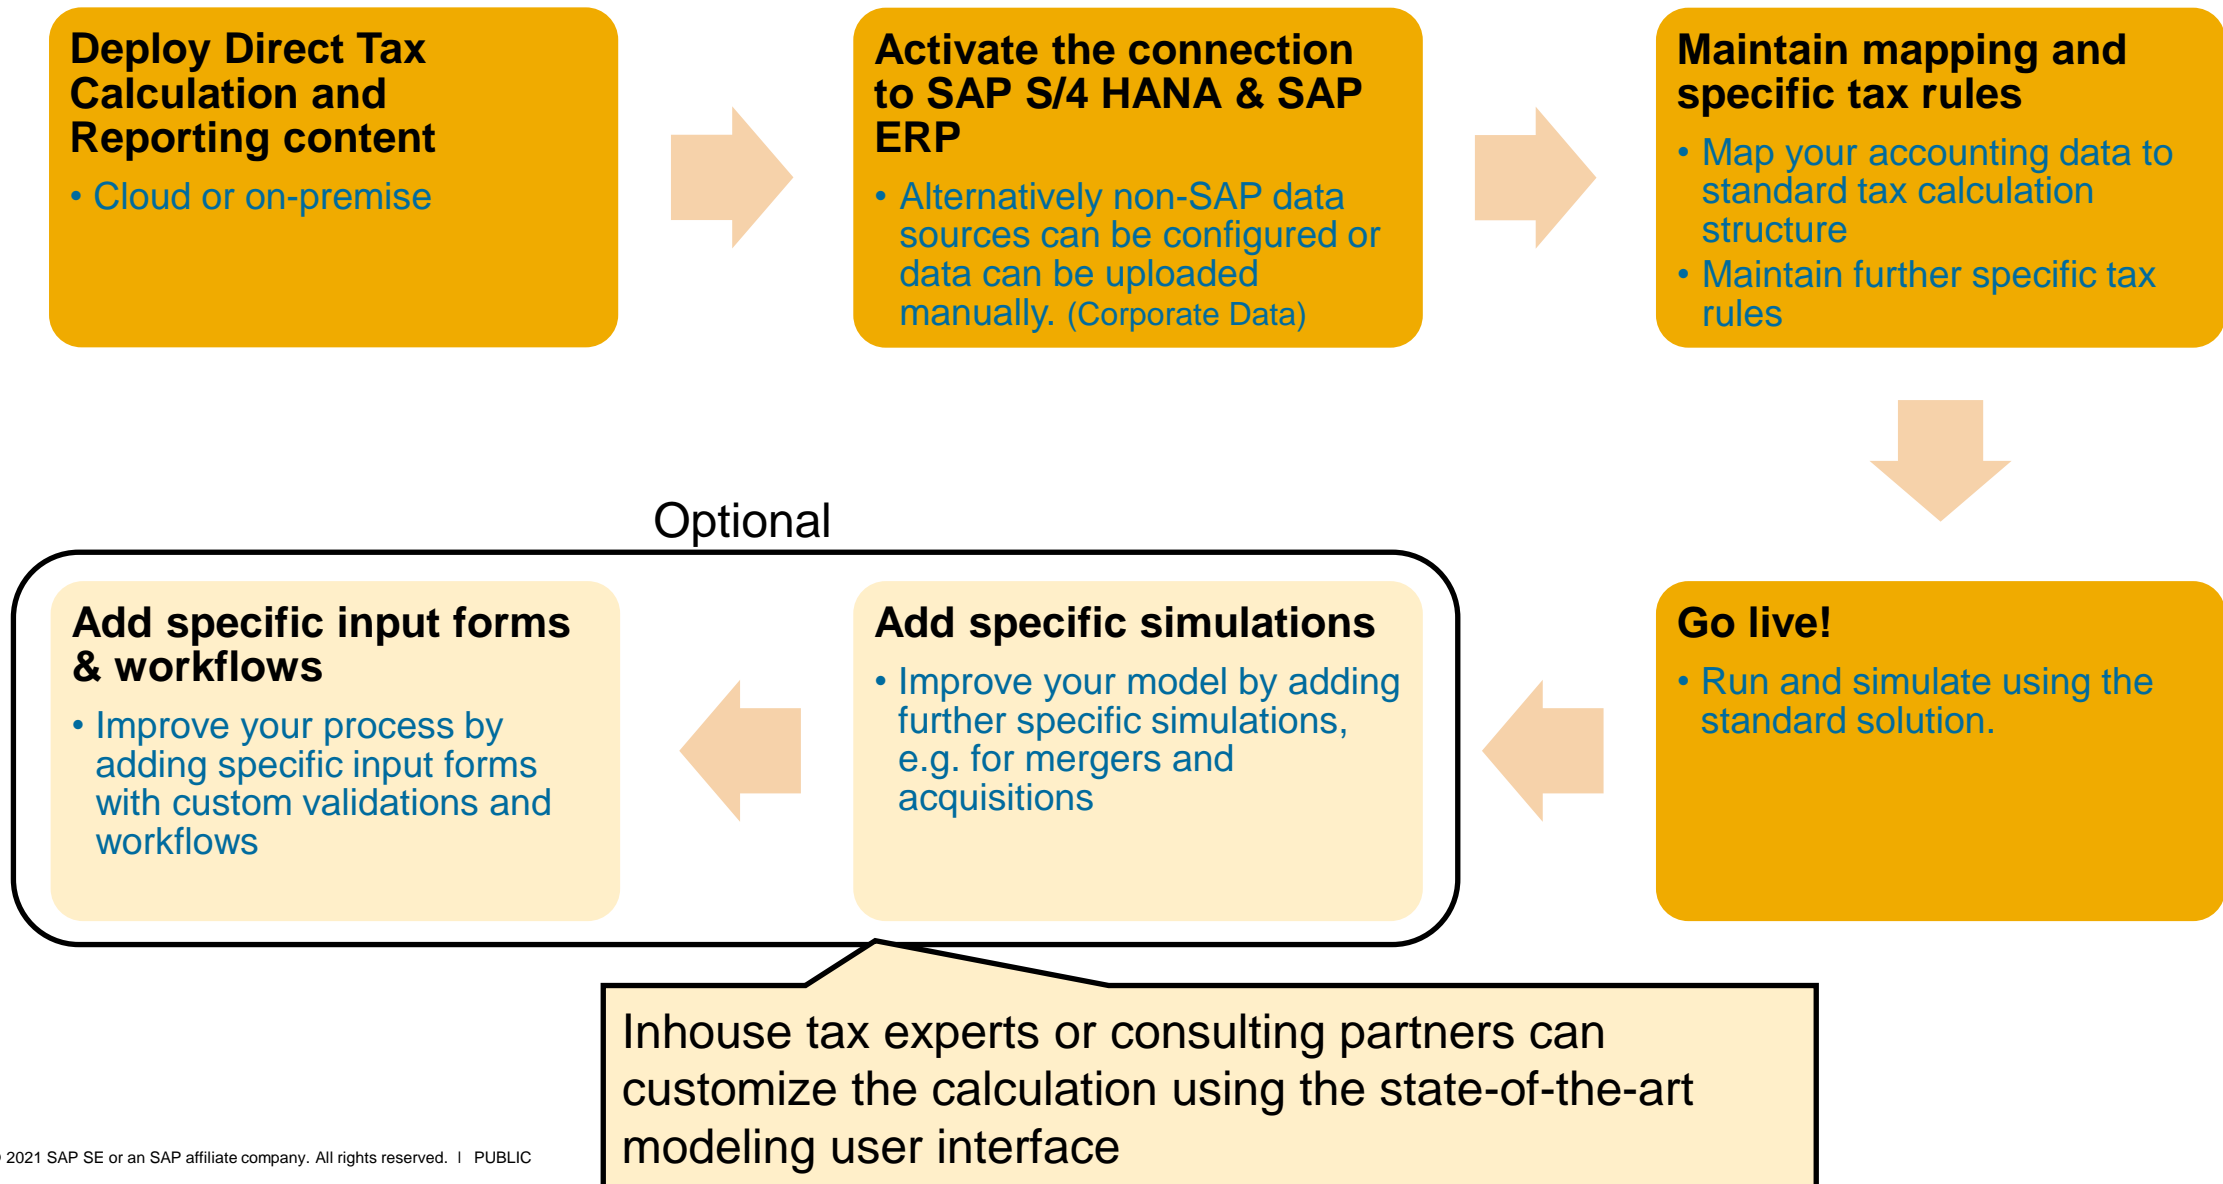 Deploy Direct Tax
Calculation and
Reporting content
• Cloud or on-premise
Activate the connection
to SAP S/4 HANA & SAP
ERP
• Alternatively non-SAP data
sources can be configured or
data can be uploaded
manually. (Corporate Data)
Maintain mapping and
specific tax rules
• Map your accounting data to
standard tax calculation
structure
• Maintain further specific tax
rules
Optional
Add specific input forms
& workflows
• Improve your process by
adding specific input forms
with custom validations and
workflows
Add specific simulations
• Improve your model by adding
further specific simulations,
e.g. for mergers and
acquisitions
Go live!
• Run and simulate using the
standard solution.
Inhouse tax experts or consulting partners can
customize the calculation using the state-of-the-art
modeling user interface
© 2021 SAP SE or an SAP affiliate company. All rights reserved. ǀ PUBLIC